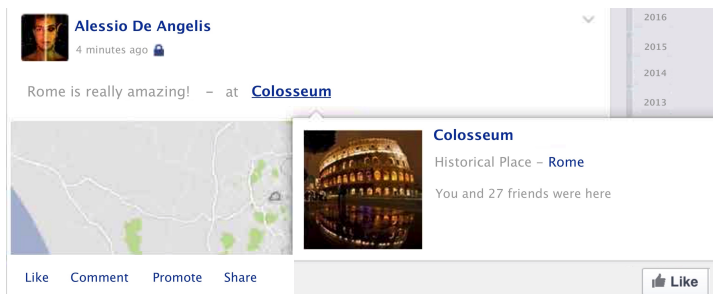 Alessio De Angelis
4 minutes ago
Rome is really amazing! – at Colosseum
Colosseum
Historical Place – Rome
You and 27 friends were here
Like Comment Promote Share
Like
2016
2015
2014
2013